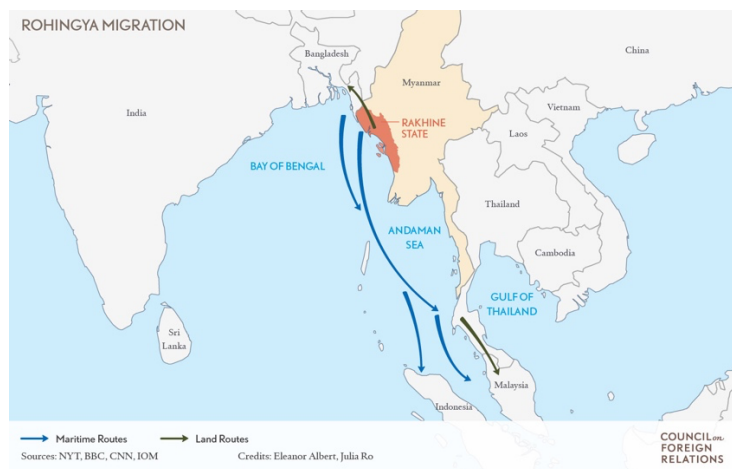 ROHINGYA MIGRATION
China
Bangladesh
Myanmar
India
Vietnam
RAKHINE
STATE
Laos
BAY OF BENGAL
Thailand
ANDAMAN
SEA
Cambodia
GULF OF
THAILAND
Sri
Lanka
Malaysia
Indonesia
Maritime Routes
Land Routes
Sources: NYT, BBC, CNN, IOM
Credits: Eleanor Albert, Julia Ro
COUNCIL on
FOREIGN
RELATIONS